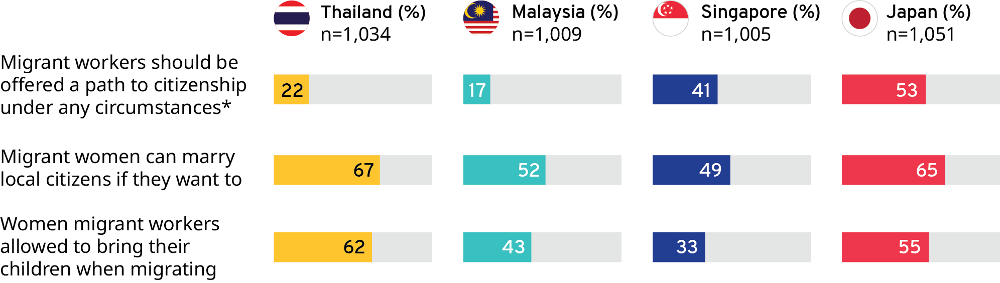 Thailand (%)
n=1,034
Malaysia (%)
n=1,009
Singapore (%)
n=1,005
Japan (%)
n=1,051
Migrant workers should be
offered a path to citizenship
under any circumstances*
22
17
41
53
Migrant women can marry
local citizens if they want to
67
52
49
65
Women migrant workers
allowed to bring their
children when migrating
62
43
33
55